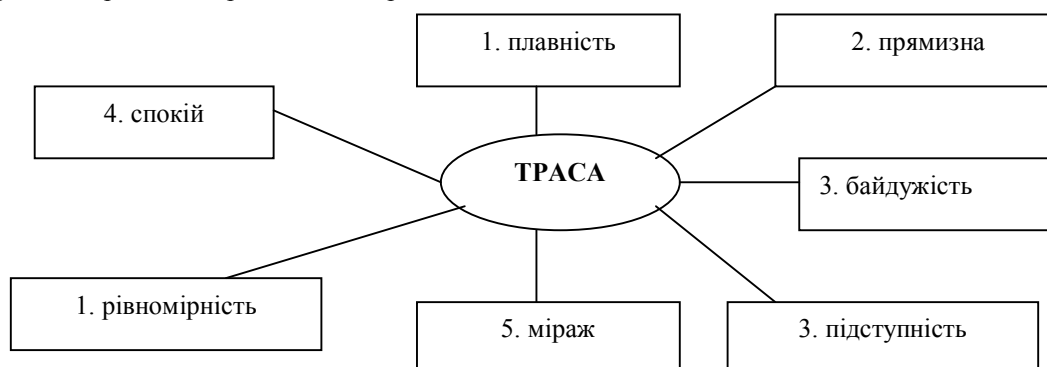 1. плавність
2. прямизна
4. спокій
ТРАСА
3. байдужість
1. рівномірність
5. міраж
3. підступність